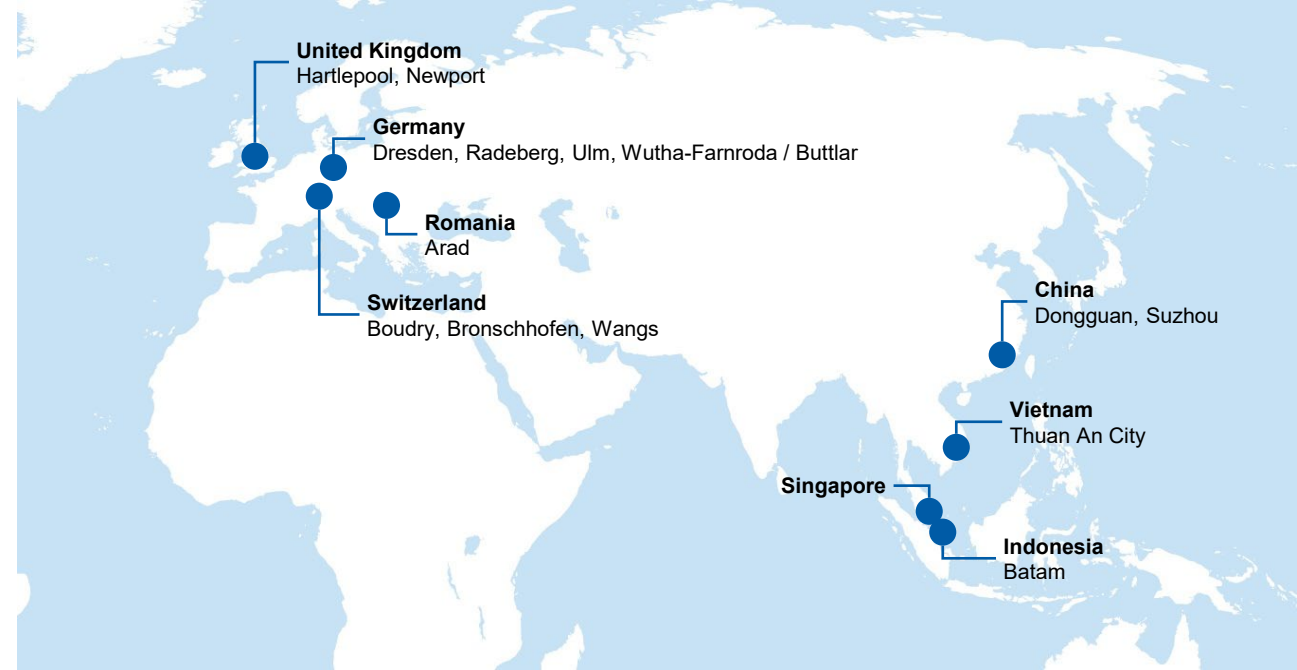 United Kingdom
Hartlepool, Newport
Germany
Dresden, Radeberg, Ulm, Wutha-Farnroda / Buttlar
Romania
Arad
Switzerland
Boudry, Bronschhofen, Wangs
China
Dongguan, Suzhou
Vietnam
Thuan An City
Singapore
Indonesia
Batam